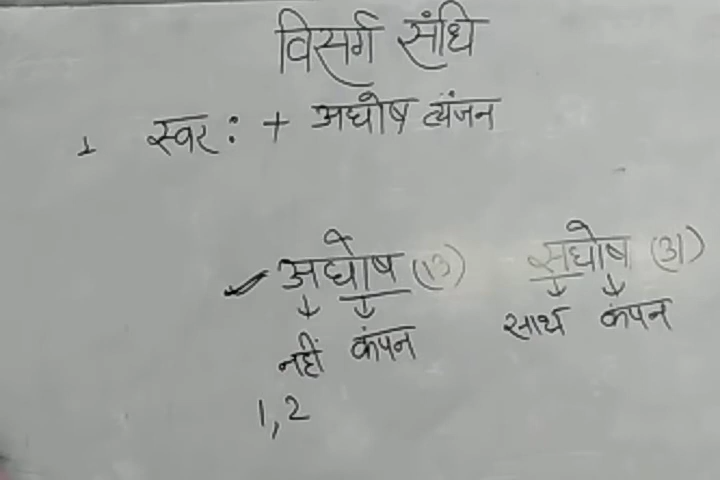 विसर्ग संधि
1 स्वर : + अघोष व्यंजन
अघोष (13) सघोष (31)
नहीं कंपन साथ कंपन
1,2